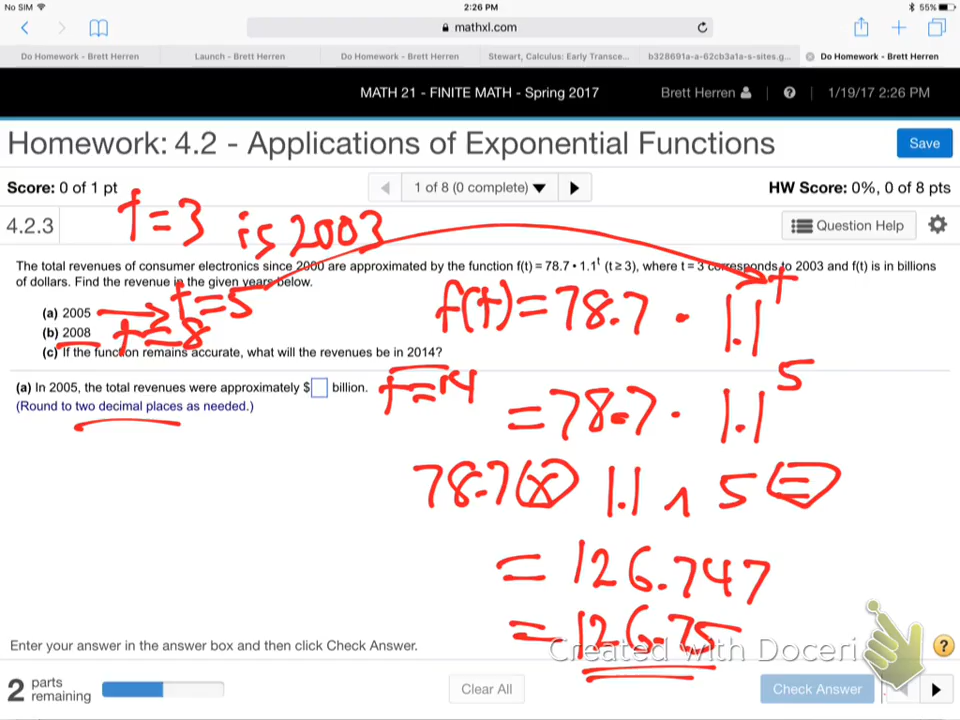 No SIM 2:26 PM 55%
mathxl.com
Do Homework - Brett Herren Launch - Brett Herren Do Homework - Brett Herren Stewart, Calculus: Early Transce... b328691a-a-62cb3a1a-s-sites.g... Do Homework - Brett Herren
MATH 21 - FINITE MATH - Spring 2017 Brett Herren ? 1/19/17 2:26 PM
Homework: 4.2 - Applications of Exponential Functions Save
Score: 0 of 1 pt 1 of 8 (0 complete) HW Score: 0%, 0 of 8 pts
4.2.3 t=3 is 2003 Question Help
The total revenues of consumer electronics since 2000 are approximated by the function f(t) = 78.7 • 1.1^t (t ≥ 3), where t = 3 corresponds to 2003 and f(t) is in billions
of dollars. Find the revenue in the given years below.
(a) 2005 t=5
(b) 2008 t=8
f(t) = 78.7 • 1.1^t
(c) If the function remains accurate, what will the revenues be in 2014?
t=14
(a) In 2005, the total revenues were approximately $ billion.
(Round to two decimal places as needed.)
= 78.7 • 1.1^5
78.7 (x) 1.1 ^ 5 (=)
= 126.747
= 126.75
Created with Doceri
Enter your answer in the answer box and then click Check Answer. ?
2 parts remaining Clear All Check Answer